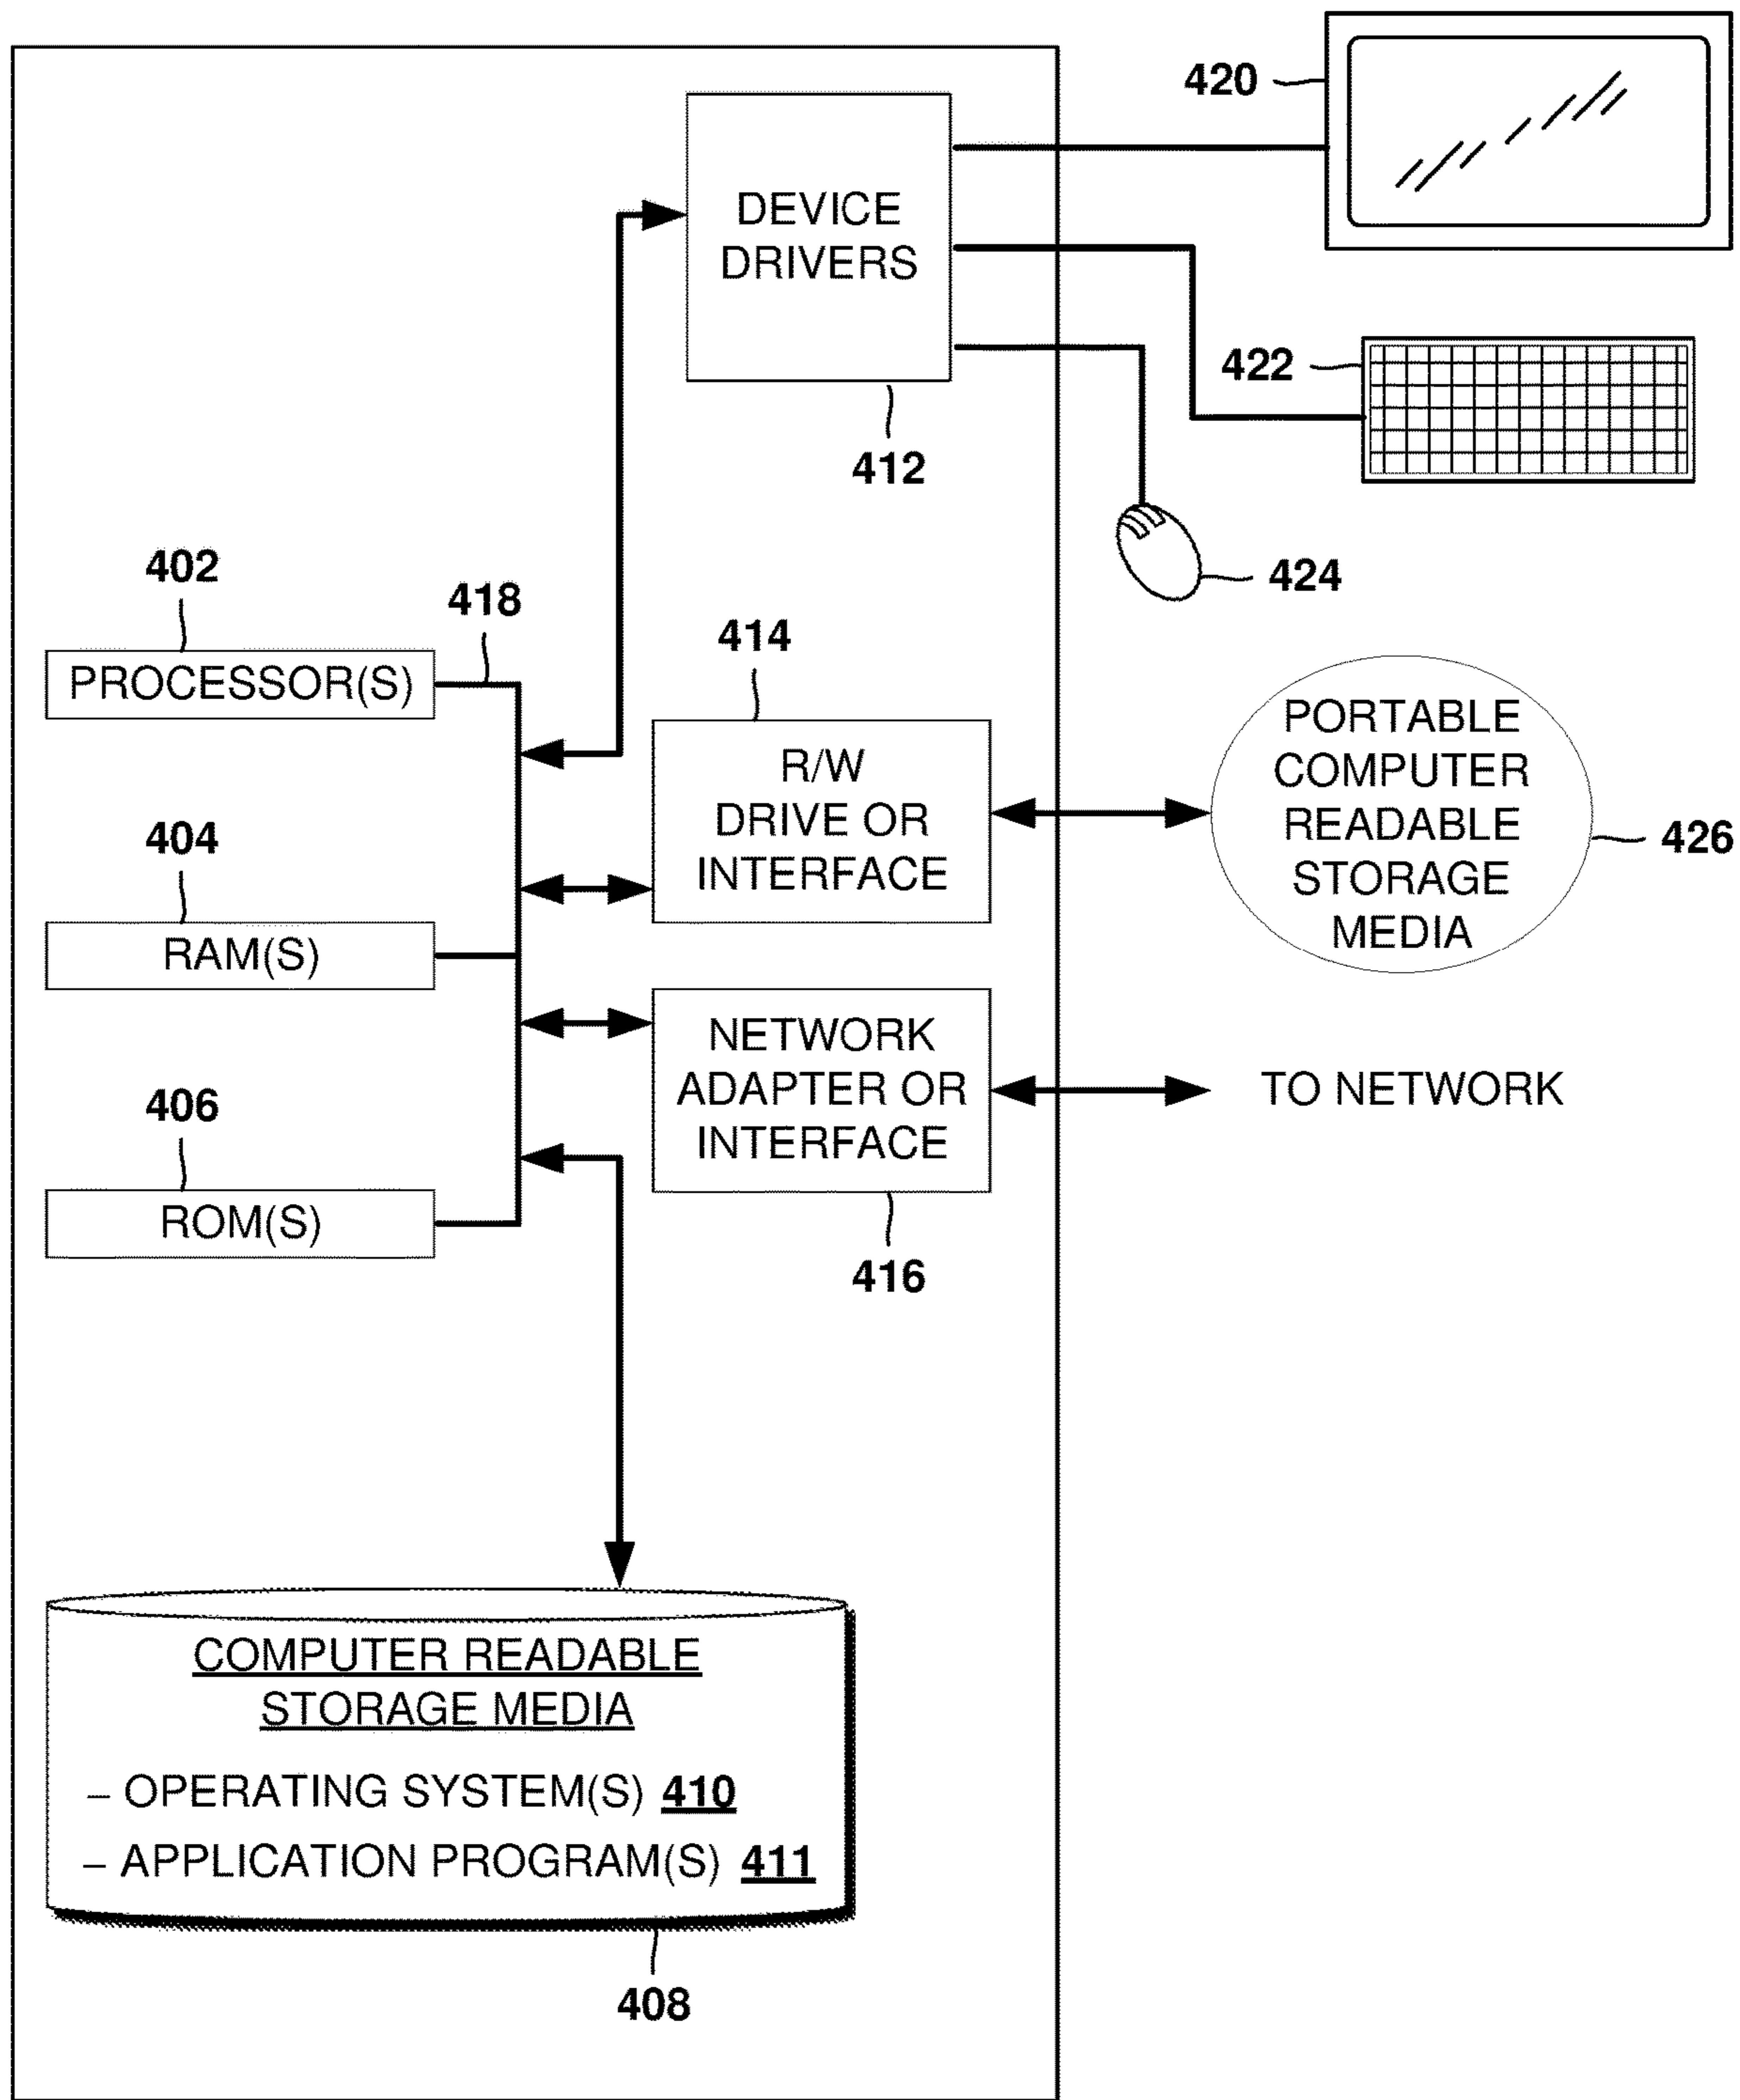 420
DEVICE
DRIVERS
422
412
424
402
418
PROCESSOR(S)
414
R/W
DRIVE OR
INTERFACE
PORTABLE
COMPUTER
READABLE
STORAGE
MEDIA
426
404
RAM(S)
NETWORK
ADAPTER OR
INTERFACE
TO NETWORK
406
ROM(S)
416
COMPUTER READABLE
STORAGE MEDIA
– OPERATING SYSTEM(S) 410
– APPLICATION PROGRAM(S) 411
408